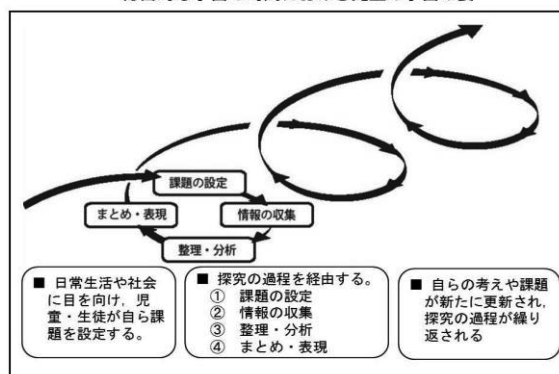 課題の設定
まとめ・表現
情報の収集
整理・分析
■ 日常生活や社会
に目を向け,児
童・生徒が自ら課
題を設定する。
■ 探究の過程を経由する。
① 課題の設定
② 情報の収集
③ 整理・分析
④ まとめ・表現
■ 自らの考えや課題
が新たに更新され,
探究の過程が繰り
返される